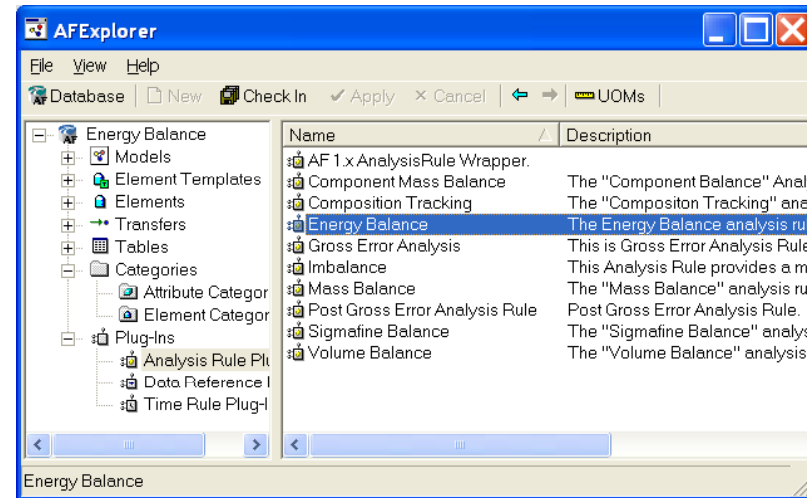 AFExplorer
File View Help
Database New Check In Apply Cancel UOMs
Energy Balance
Models
Element Templates
Elements
Transfers
Tables
Categories
Attribute Categor
Element Categor
Plug-Ins
Analysis Rule Plu
Data Reference
Time Rule Plug-I
Name Description
AF 1.x AnalysisRule Wrapper.
Component Mass Balance The "Component Balance" Anal
Composition Tracking The "Compositon Tracking" ana
Energy Balance The Energy Balance analysis ru
Gross Error Analysis This is Gross Error Analysis Rule
Imbalance This Analysis Rule provides a m
Mass Balance The "Mass Balance" analysis ru
Post Gross Error Analysis Rule Post Gross Error Analysis Rule.
Sigmafine Balance The "Sigmafine Balance" analys
Volume Balance The "Volume Balance" analysis
Energy Balance